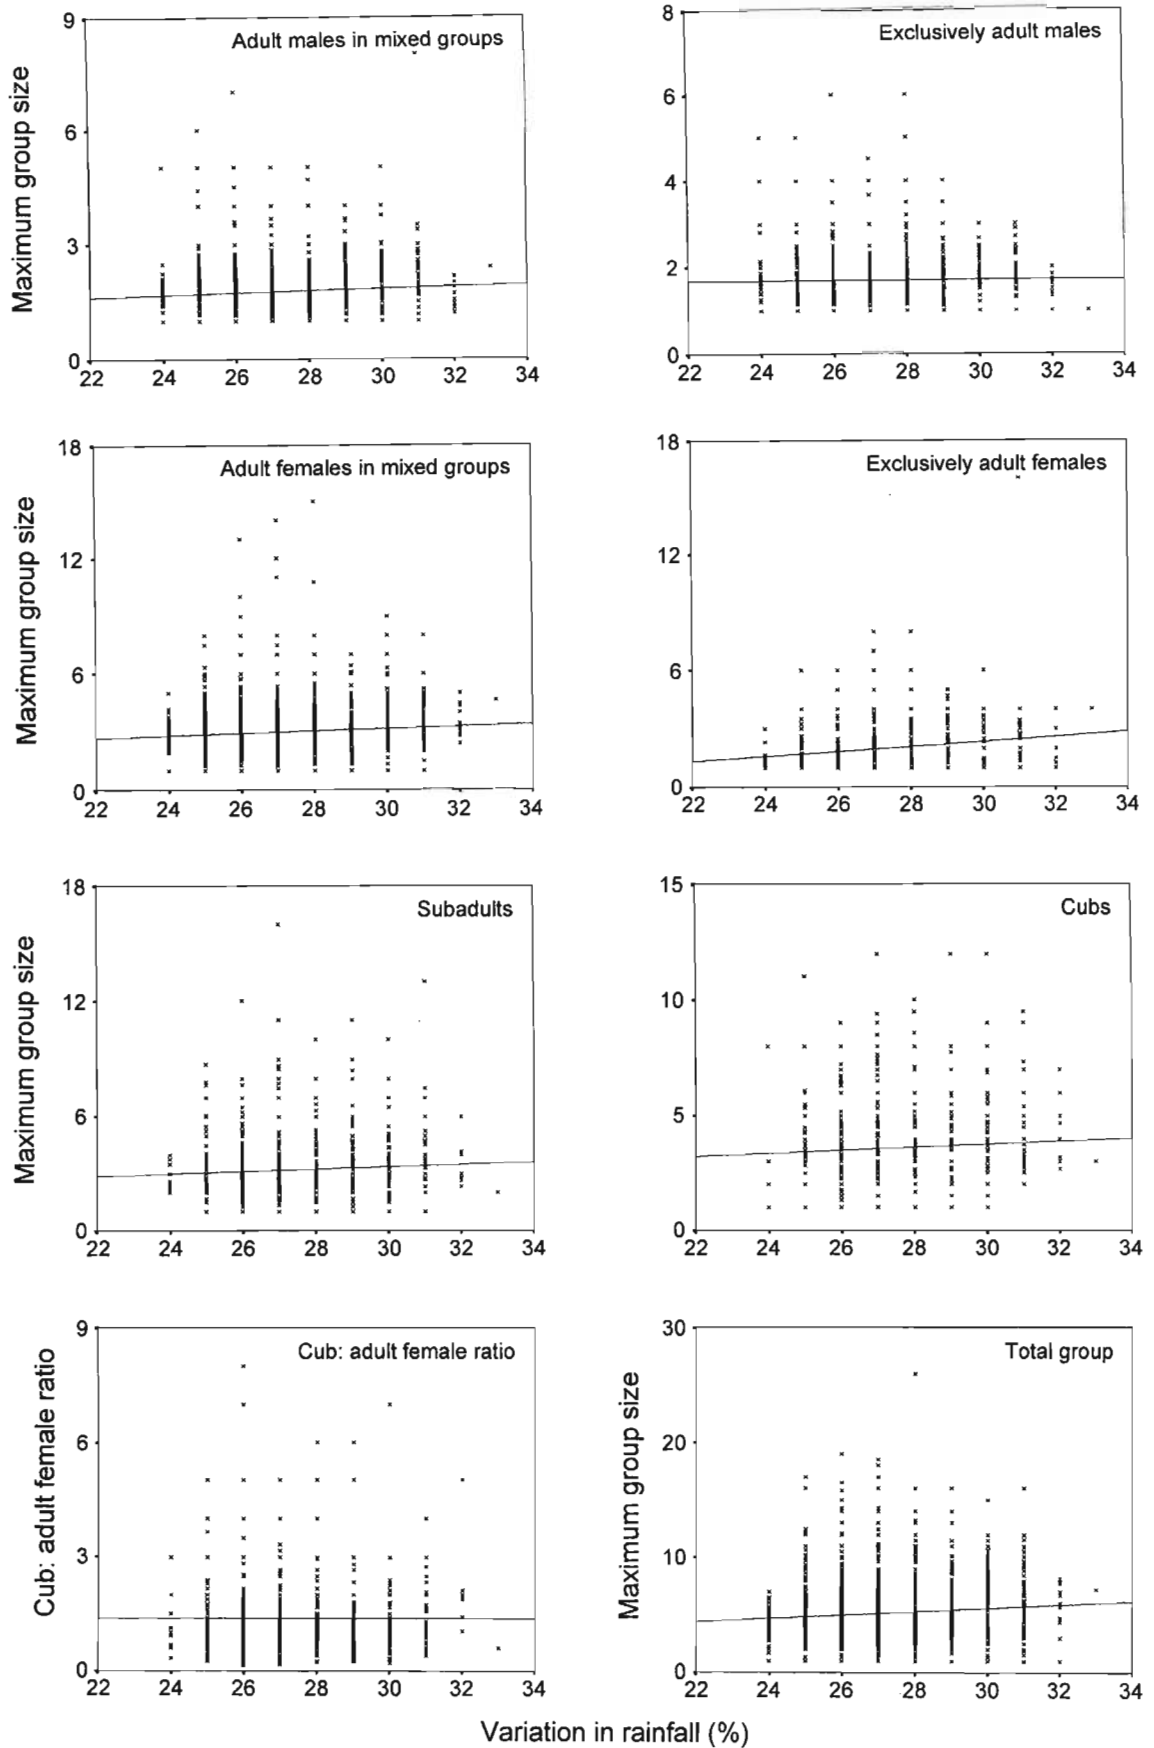 Adult males in mixed groups
Maximum group size
9
6
3
0
22 24 26 28 30 32 34
Exclusively adult males
8
6
4
2
0
22 24 26 28 30 32 34
Adult females in mixed groups
Maximum group size
18
12
6
0
22 24 26 28 30 32 34
Exclusively adult females
18
12
6
0
22 24 26 28 30 32 34
Subadults
Maximum group size
18
12
6
0
22 24 26 28 30 32 34
Cubs
15
10
5
0
22 24 26 28 30 32 34
Cub: adult female ratio
Cub: adult female ratio
9
6
3
0
22 24 26 28 30 32 34
Total group
Maximum group size
30
20
10
0
22 24 26 28 30 32 34
Variation in rainfall (%)